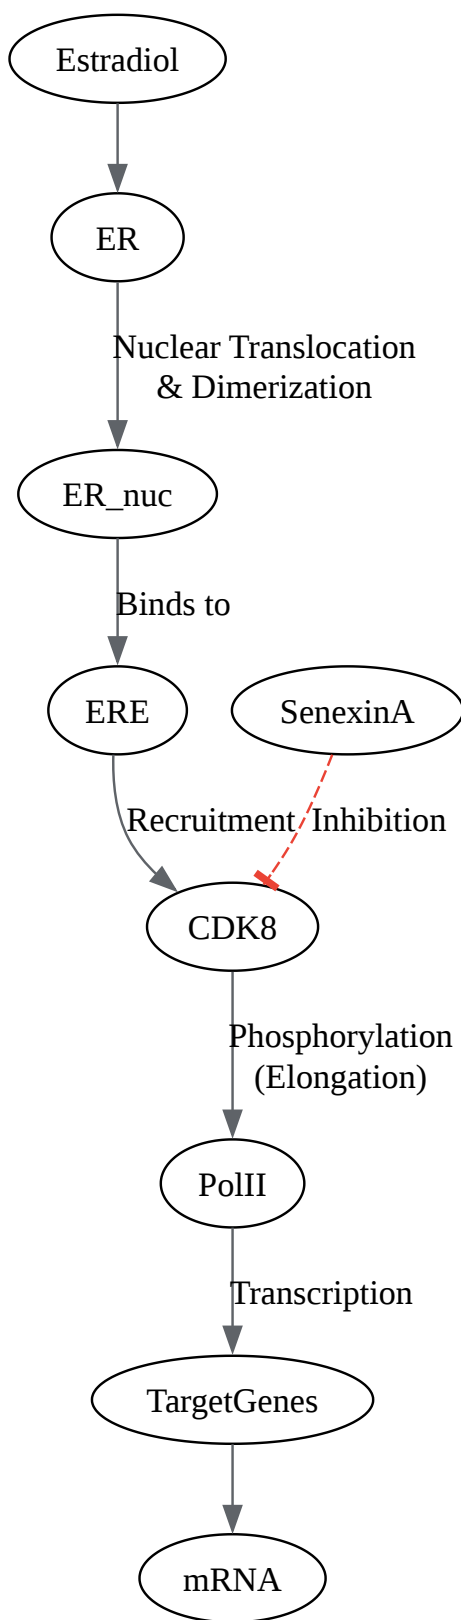 Estradiol
ER
Nuclear Translocation
& Dimerization
ER_nuc
Binds to
ERE
SenexinA
Recruitment
Inhibition
CDK8
Phosphorylation
(Elongation)
PolII
Transcription
TargetGenes
mRNA